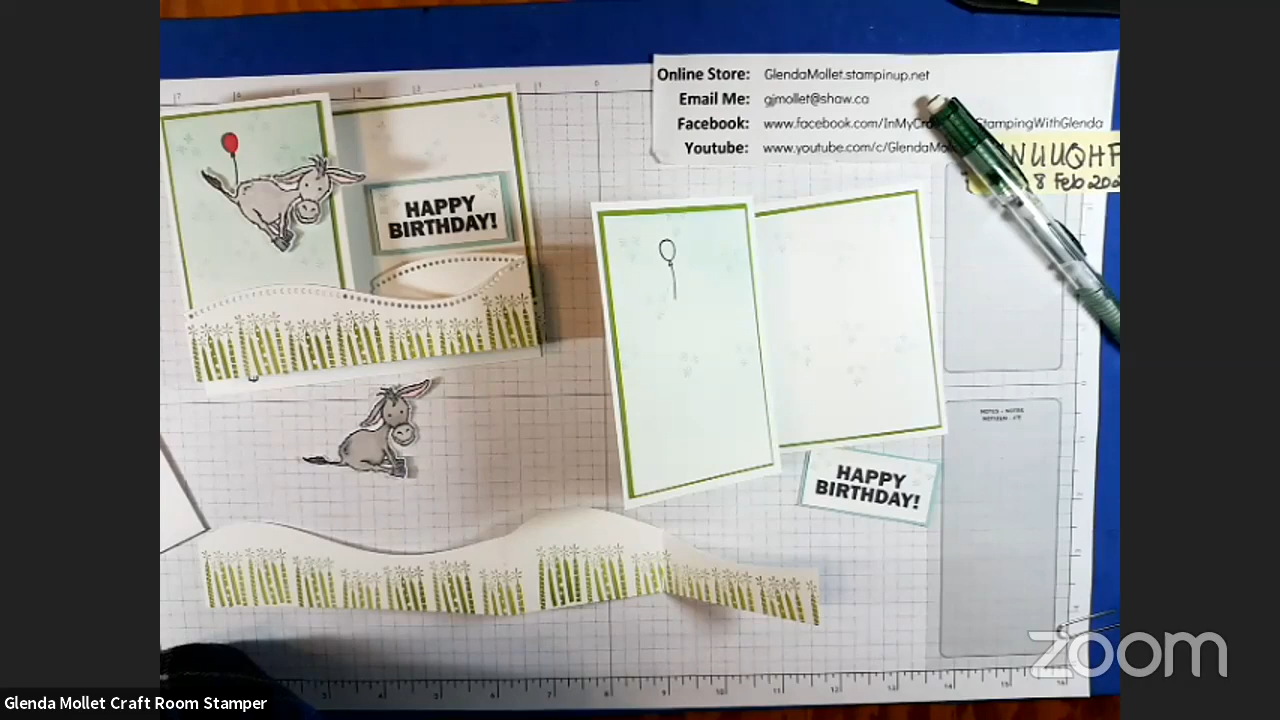 Online Store: GlendaMollet.stampinup.net
Email Me: gjmollet@shaw.ca
Facebook: www.facebook.com/InMyCr StampingWithGlenda
Youtube: www.youtube.com/c/GlendaMo
8 Feb 202
HAPPY
BIRTHDAY!
HAPPY
BIRTHDAY!
zoom
Glenda Mollet Craft Room Stamper